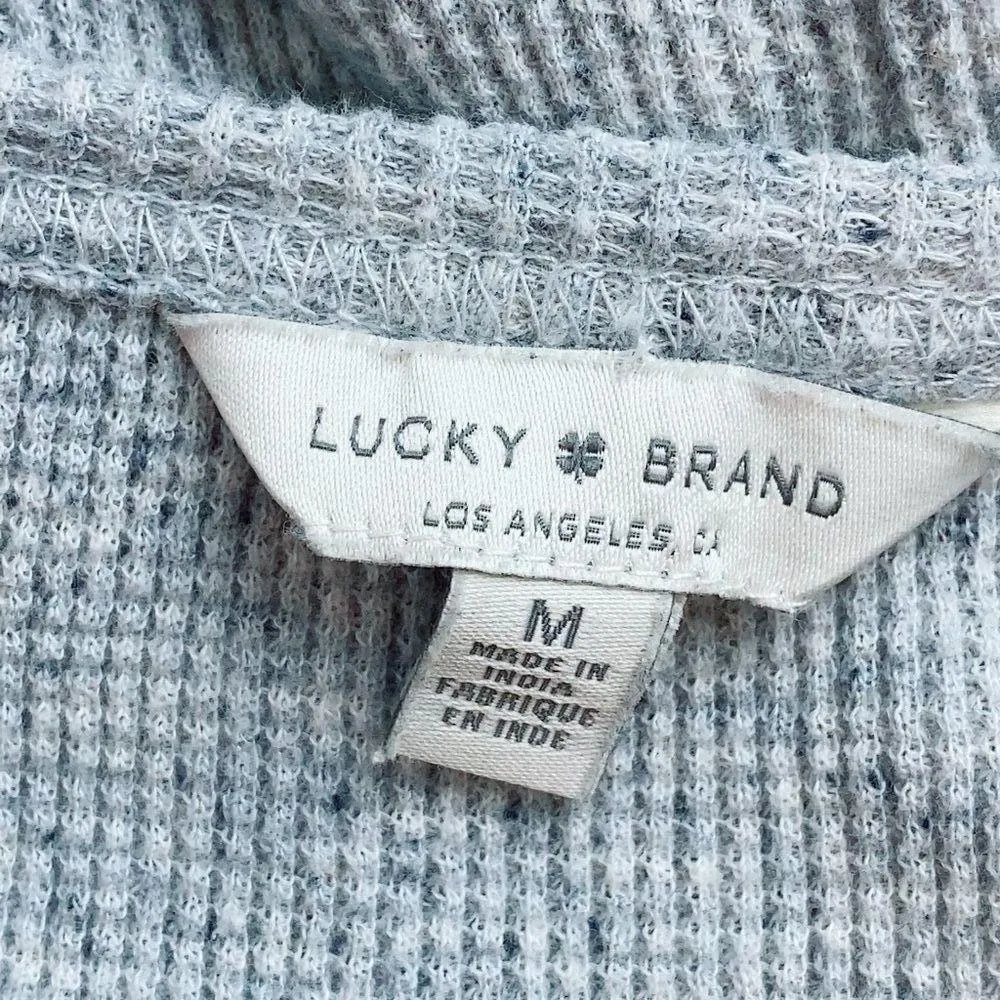 LUCKY BRAND
LOS ANGELES, CA
M
MADE IN
INDIA
FABRIQUE
EN INDE